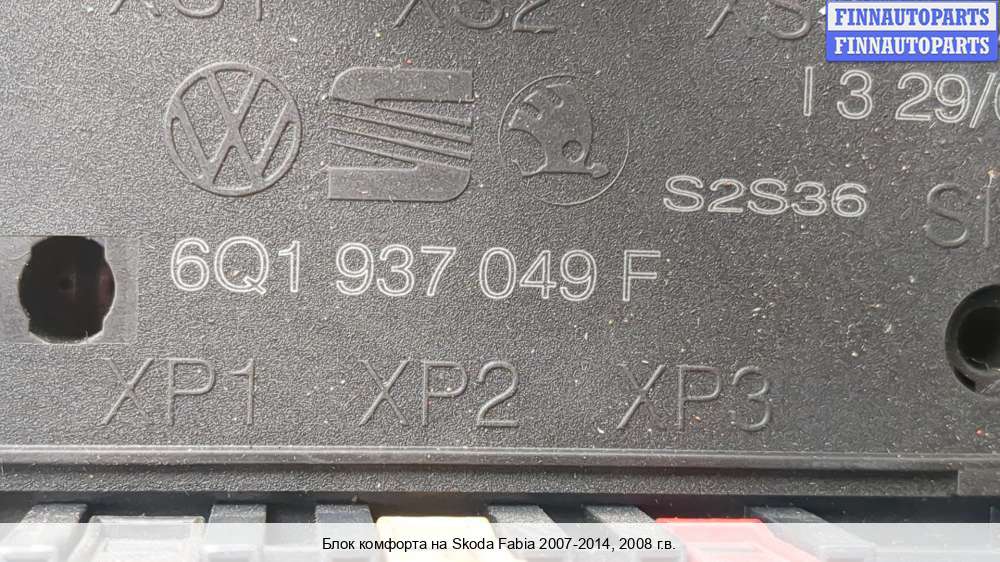 XS2
FINNAUTOPARTS
FINNAUTOPARTS
I 3 29/
S2S36
6Q1 937 049 F
XP1 XP2 XP3
Блок комфорта на Skoda Fabia 2007-2014, 2008 г.в.